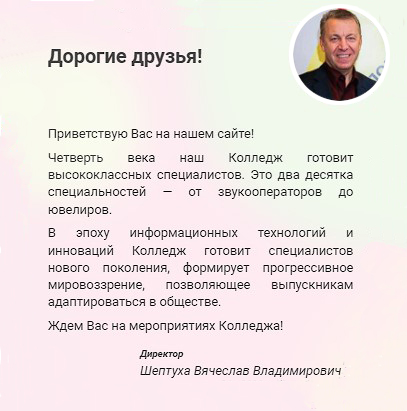 Дорогие друзья!
Приветствую Вас на нашем сайте!
Четверть века наш Колледж готовит
высококлассных специалистов. Это два десятка
специальностей — от звукооператоров до
ювелиров.
В эпоху информационных технологий и
инноваций Колледж готовит специалистов
нового поколения, формирует прогрессивное
мировоззрение, позволяющее выпускникам
адаптироваться в обществе.
Ждем Вас на мероприятиях Колледжа!
Директор
Шептуха Вячеслав Владимирович